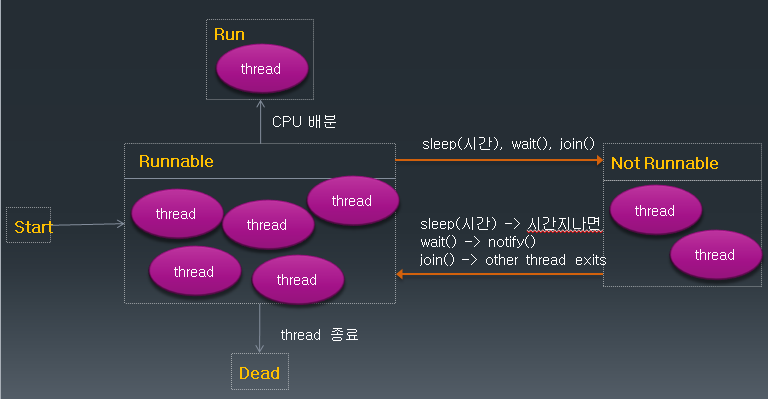 Run
thread
CPU 배분
Runnable
sleep(시간), wait(), join()
Not Runnable
thread
thread
thread
thread
thread
thread
thread
Start
sleep(시간) -> 시간지나면
wait() -> notify()
join() -> other thread exits
thread 종료
Dead